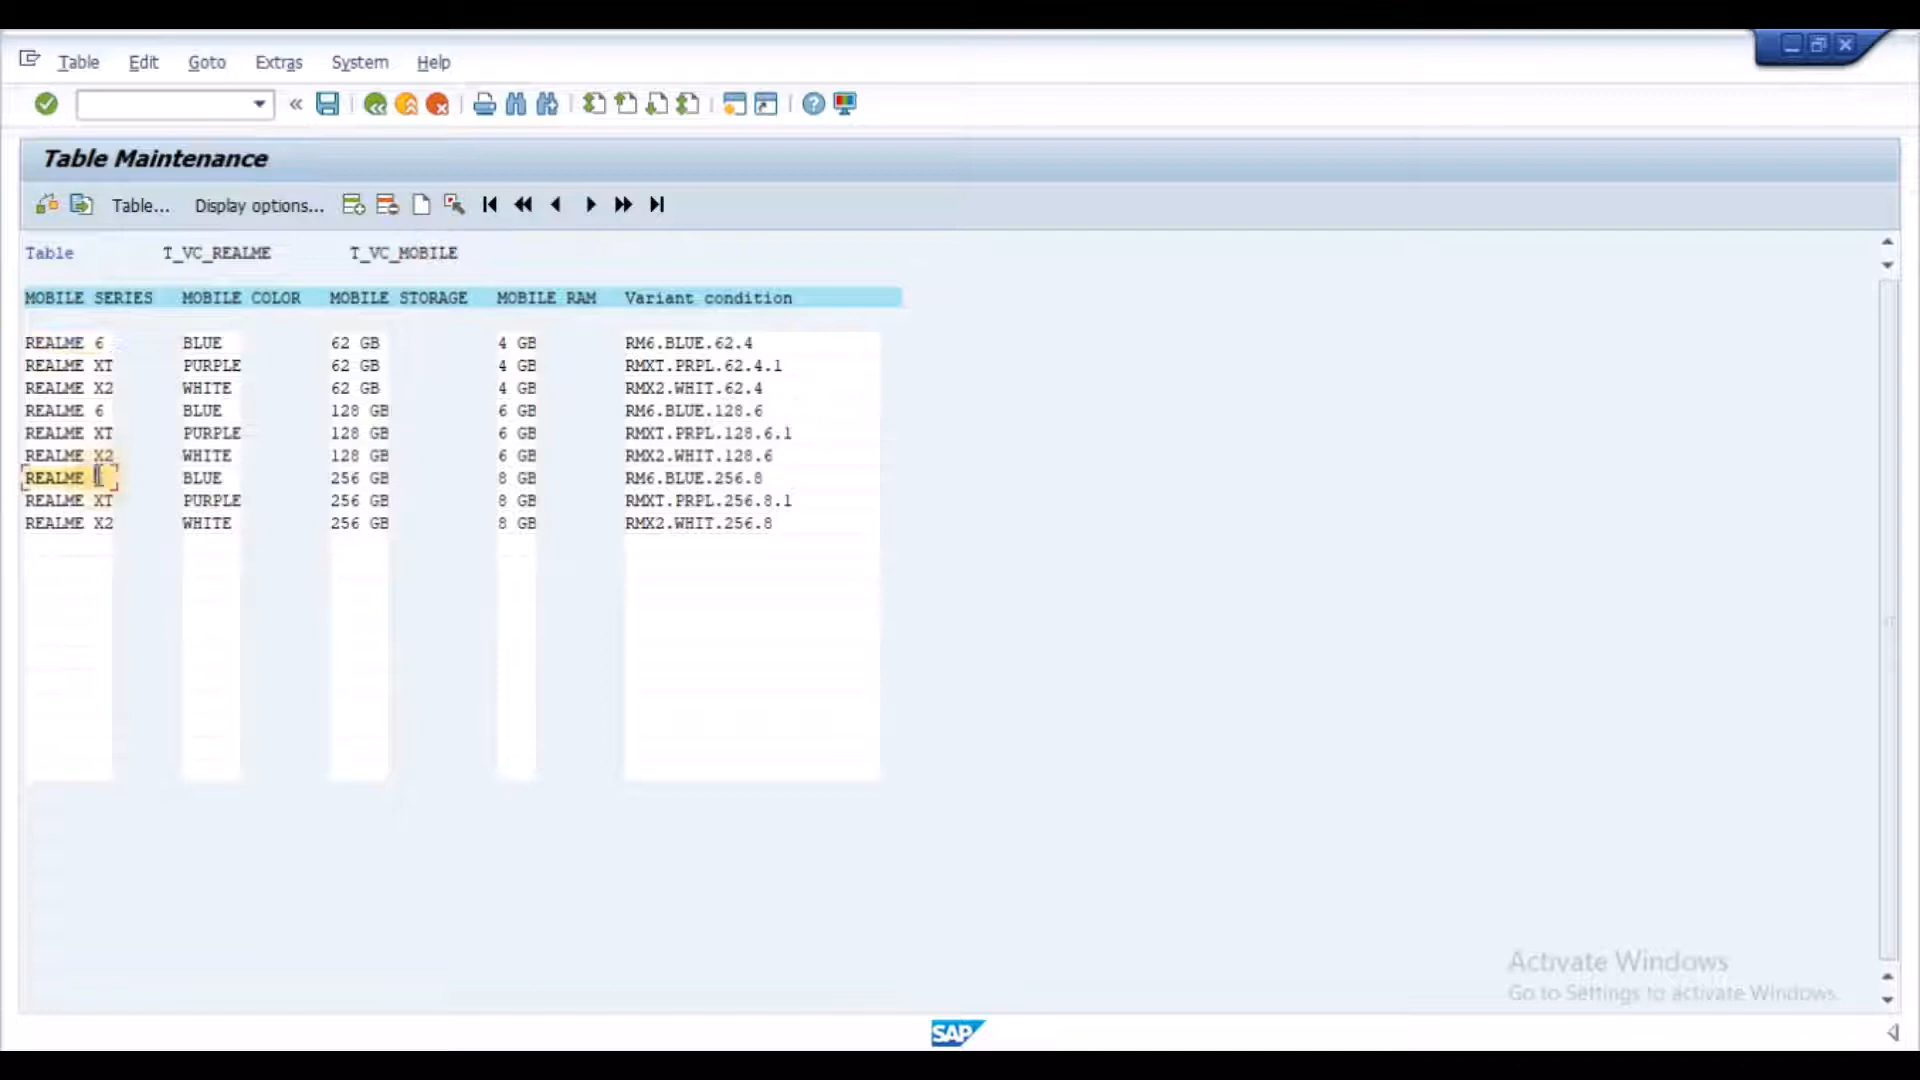 Table Edit Goto Extras System Help
Table Maintenance
Table... Display options...
Table T_VC_REALME T_VC_MOBILE
MOBILE SERIES MOBILE COLOR MOBILE STORAGE MOBILE RAM Variant condition
REALME 6 BLUE 62 GB 4 GB RM6.BLUE.62.4
REALME XT PURPLE 62 GB 4 GB RMXT.PRPL.62.4.1
REALME X2 WHITE 62 GB 4 GB RMX2.WHIT.62.4
REALME 6 BLUE 128 GB 6 GB RM6.BLUE.128.6
REALME XT PURPLE 128 GB 6 GB RMXT.PRPL.128.6.1
REALME X2 WHITE 128 GB 6 GB RMX2.WHIT.128.6
REALME BLUE 256 GB 8 GB RM6.BLUE.256.8
REALME XT PURPLE 256 GB 8 GB RMXT.PRPL.256.8.1
REALME X2 WHITE 256 GB 8 GB RMX2.WHIT.256.8
Activate Windows
Go to Settings to activate Windows.
SAP